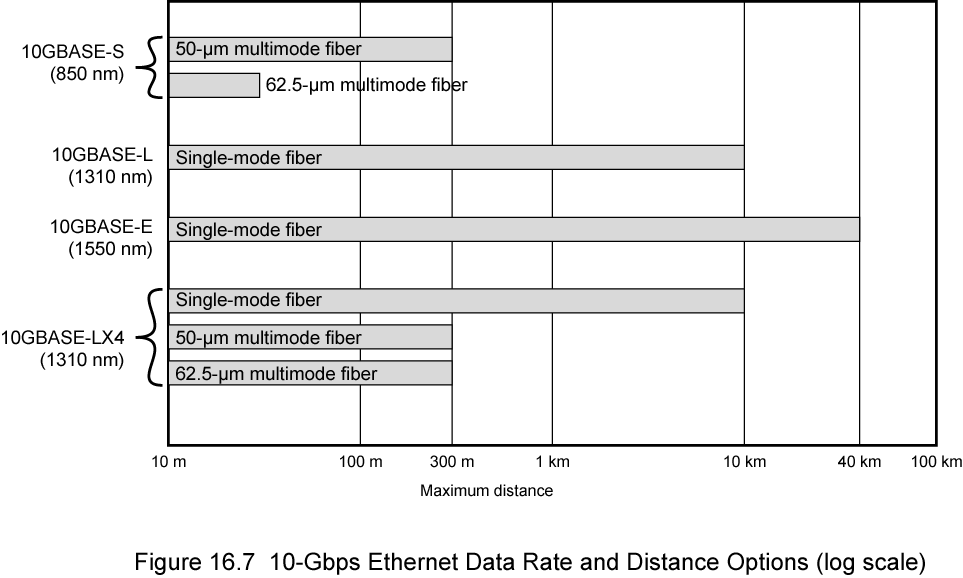 10GBASE-S
(850 nm)
50-µm multimode fiber
62.5-µm multimode fiber
10GBASE-L
(1310 nm)
Single-mode fiber
10GBASE-E
(1550 nm)
Single-mode fiber
10GBASE-LX4
(1310 nm)
Single-mode fiber
50-µm multimode fiber
62.5-µm multimode fiber
10 m 100 m 300 m 1 km 10 km 40 km 100 km
Maximum distance
Figure 16.7 10-Gbps Ethernet Data Rate and Distance Options (log scale)